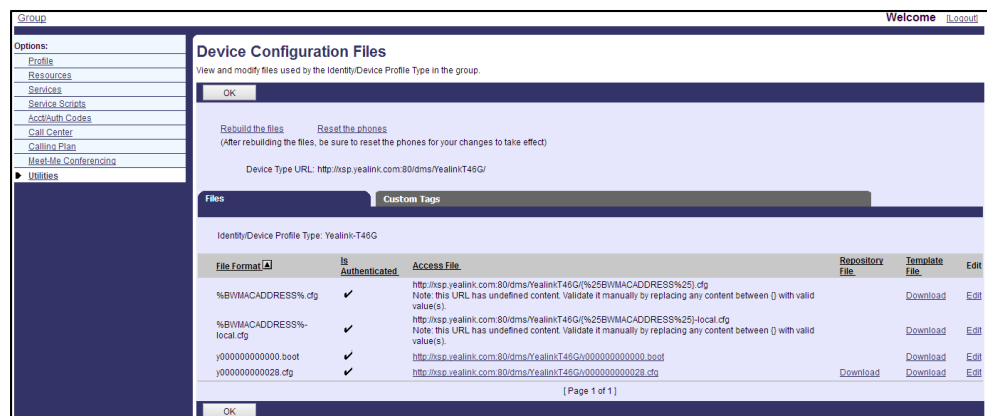 Group
Welcome [Logout]
Options:
Profile
Resources
Services
Service Scripts
Acct/Auth Codes
Call Center
Calling Plan
Meet-Me Conferencing
Utilities
Device Configuration Files
View and modify files used by the Identity/Device Profile Type in the group.
OK
Rebuild the files Reset the phones
(After rebuilding the files, be sure to reset the phones for your changes to take effect)
Device Type URL: http://xsp.yealink.com:80/dms/YealinkT46G/
Files Custom Tags
Identity/Device Profile Type: Yealink-T46G
File Format Is Authenticated Access File Repository File Template File Edit
%BWMACADDRESS%.cfg ✔ http://xsp.yealink.com:80/dms/YealinkT46G/{%25BWMACADDRESS%25}.cfg
Note: this URL has undefined content. Validate it manually by replacing any content between {} with valid
value(s). Download Edit
%BWMACADDRESS%-
local.cfg ✔ http://xsp.yealink.com:80/dms/YealinkT46G/{%25BWMACADDRESS%25}-local.cfg
Note: this URL has undefined content. Validate it manually by replacing any content between {} with valid
value(s). Download Edit
y000000000000.boot ✔ http://xsp.yealink.com:80/dms/YealinkT46G/y000000000000.boot Download Edit
y000000000028.cfg ✔ http://xsp.yealink.com:80/dms/YealinkT46G/y000000000028.cfg Download Download Edit
[ Page 1 of 1 ]
OK